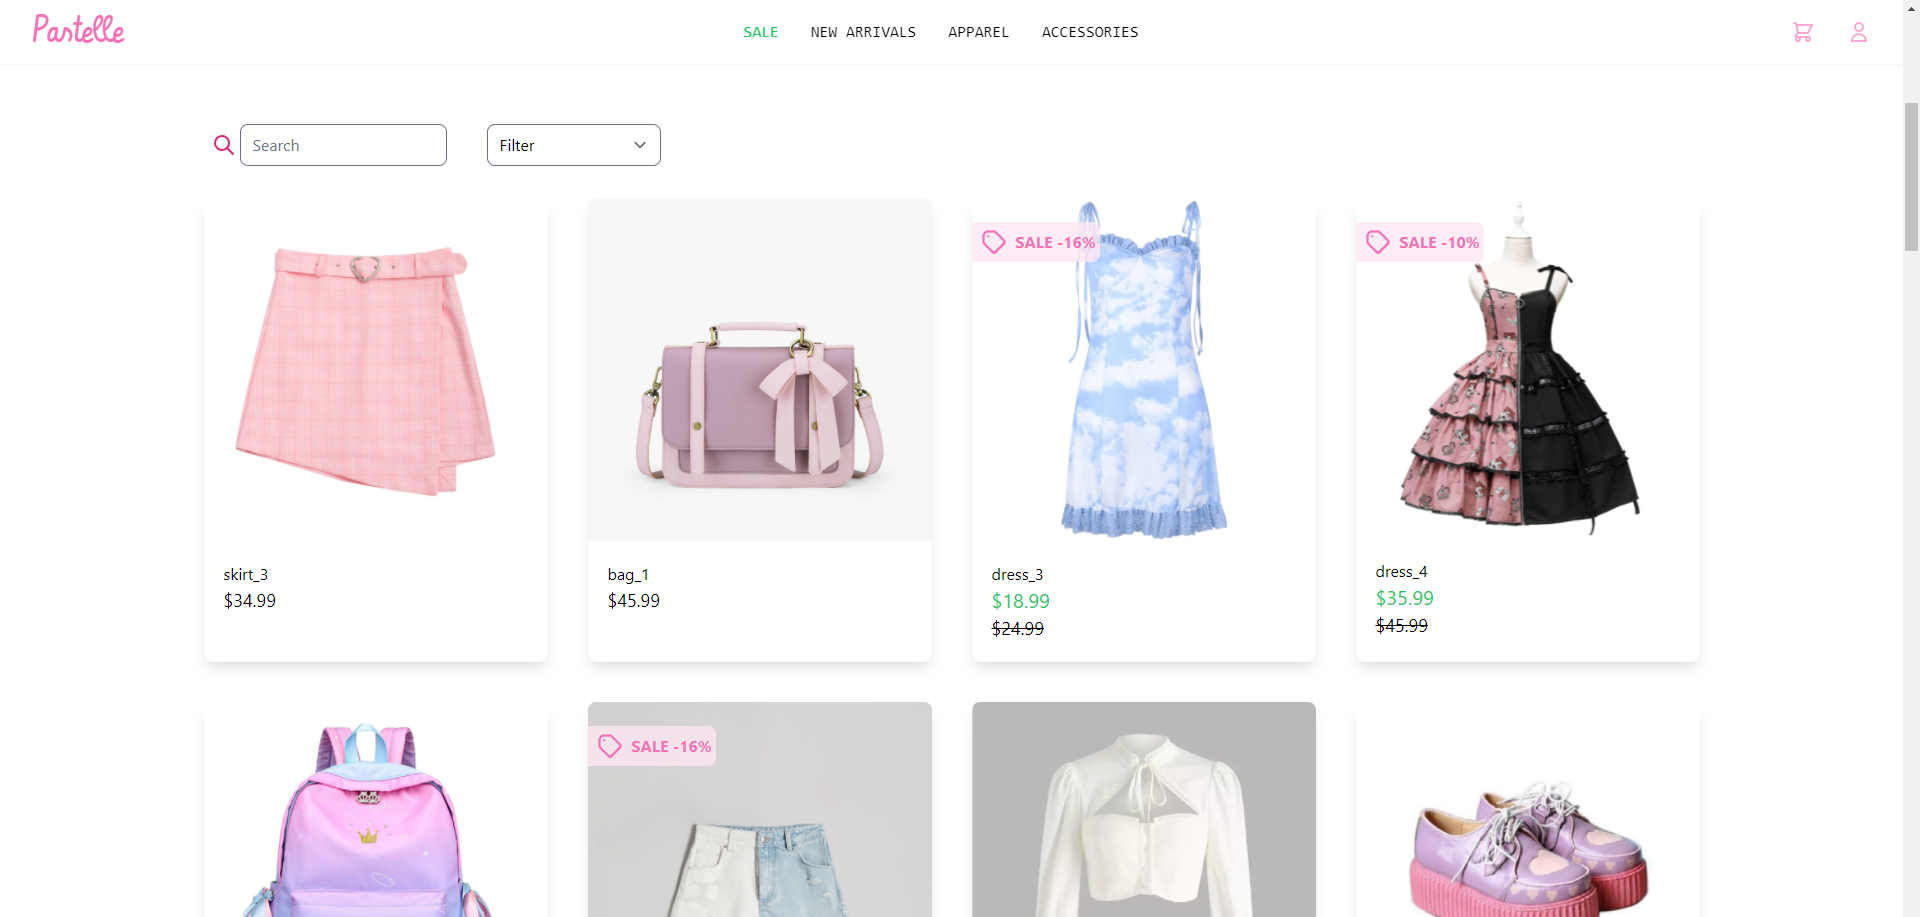 Pastelle
SALE
NEW ARRIVALS
APPAREL
ACCESSORIES
Search
Filter
SALE -16%
SALE -10%
skirt_3
$34.99
bag_1
$45.99
dress_3
$18.99
$24.99
dress_4
$35.99
$45.99
SALE -16%